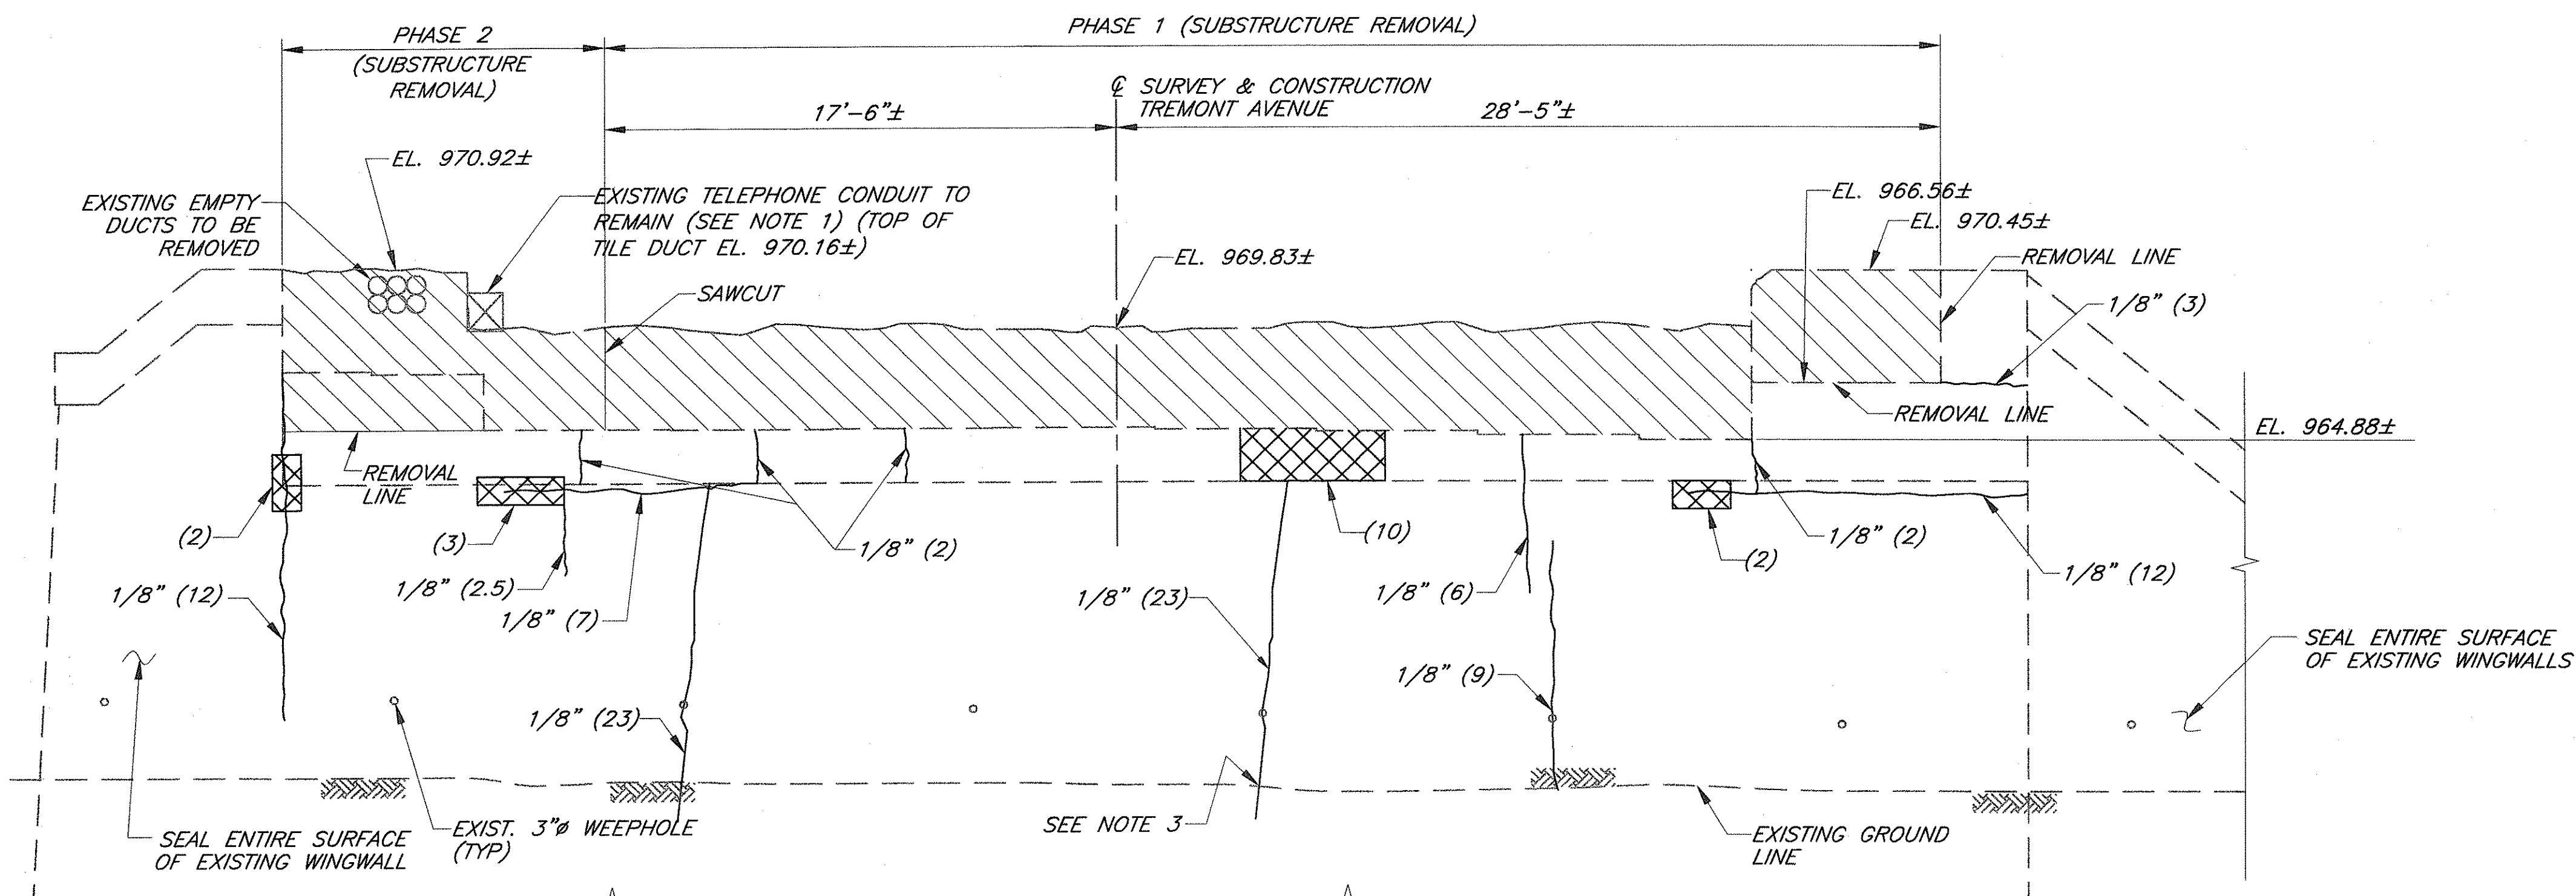 PHASE 2
(SUBSTRUCTURE
REMOVAL)
PHASE 1 (SUBSTRUCTURE REMOVAL)
℄ SURVEY & CONSTRUCTION
TREMONT AVENUE
17'-6"±
28'-5"±
EL. 970.92±
EXISTING EMPTY
DUCTS TO BE
REMOVED
EXISTING TELEPHONE CONDUIT TO
REMAIN (SEE NOTE 1) (TOP OF
TILE DUCT EL. 970.16±)
SAWCUT
EL. 969.83±
EL. 966.56±
EL. 970.45±
REMOVAL LINE
1/8" (3)
REMOVAL LINE
EL. 964.88±
REMOVAL
LINE
(2)
(3)
1/8" (2)
(10)
(2)
1/8" (2)
1/8" (12)
1/8" (12)
1/8" (2.5)
1/8" (7)
1/8" (23)
1/8" (6)
1/8" (9)
SEAL ENTIRE SURFACE
OF EXISTING WINGWALLS
1/8" (23)
SEAL ENTIRE SURFACE
OF EXISTING WINGWALL
EXIST. 3"ø WEEPHOLE
(TYP)
SEE NOTE 3
EXISTING GROUND
LINE